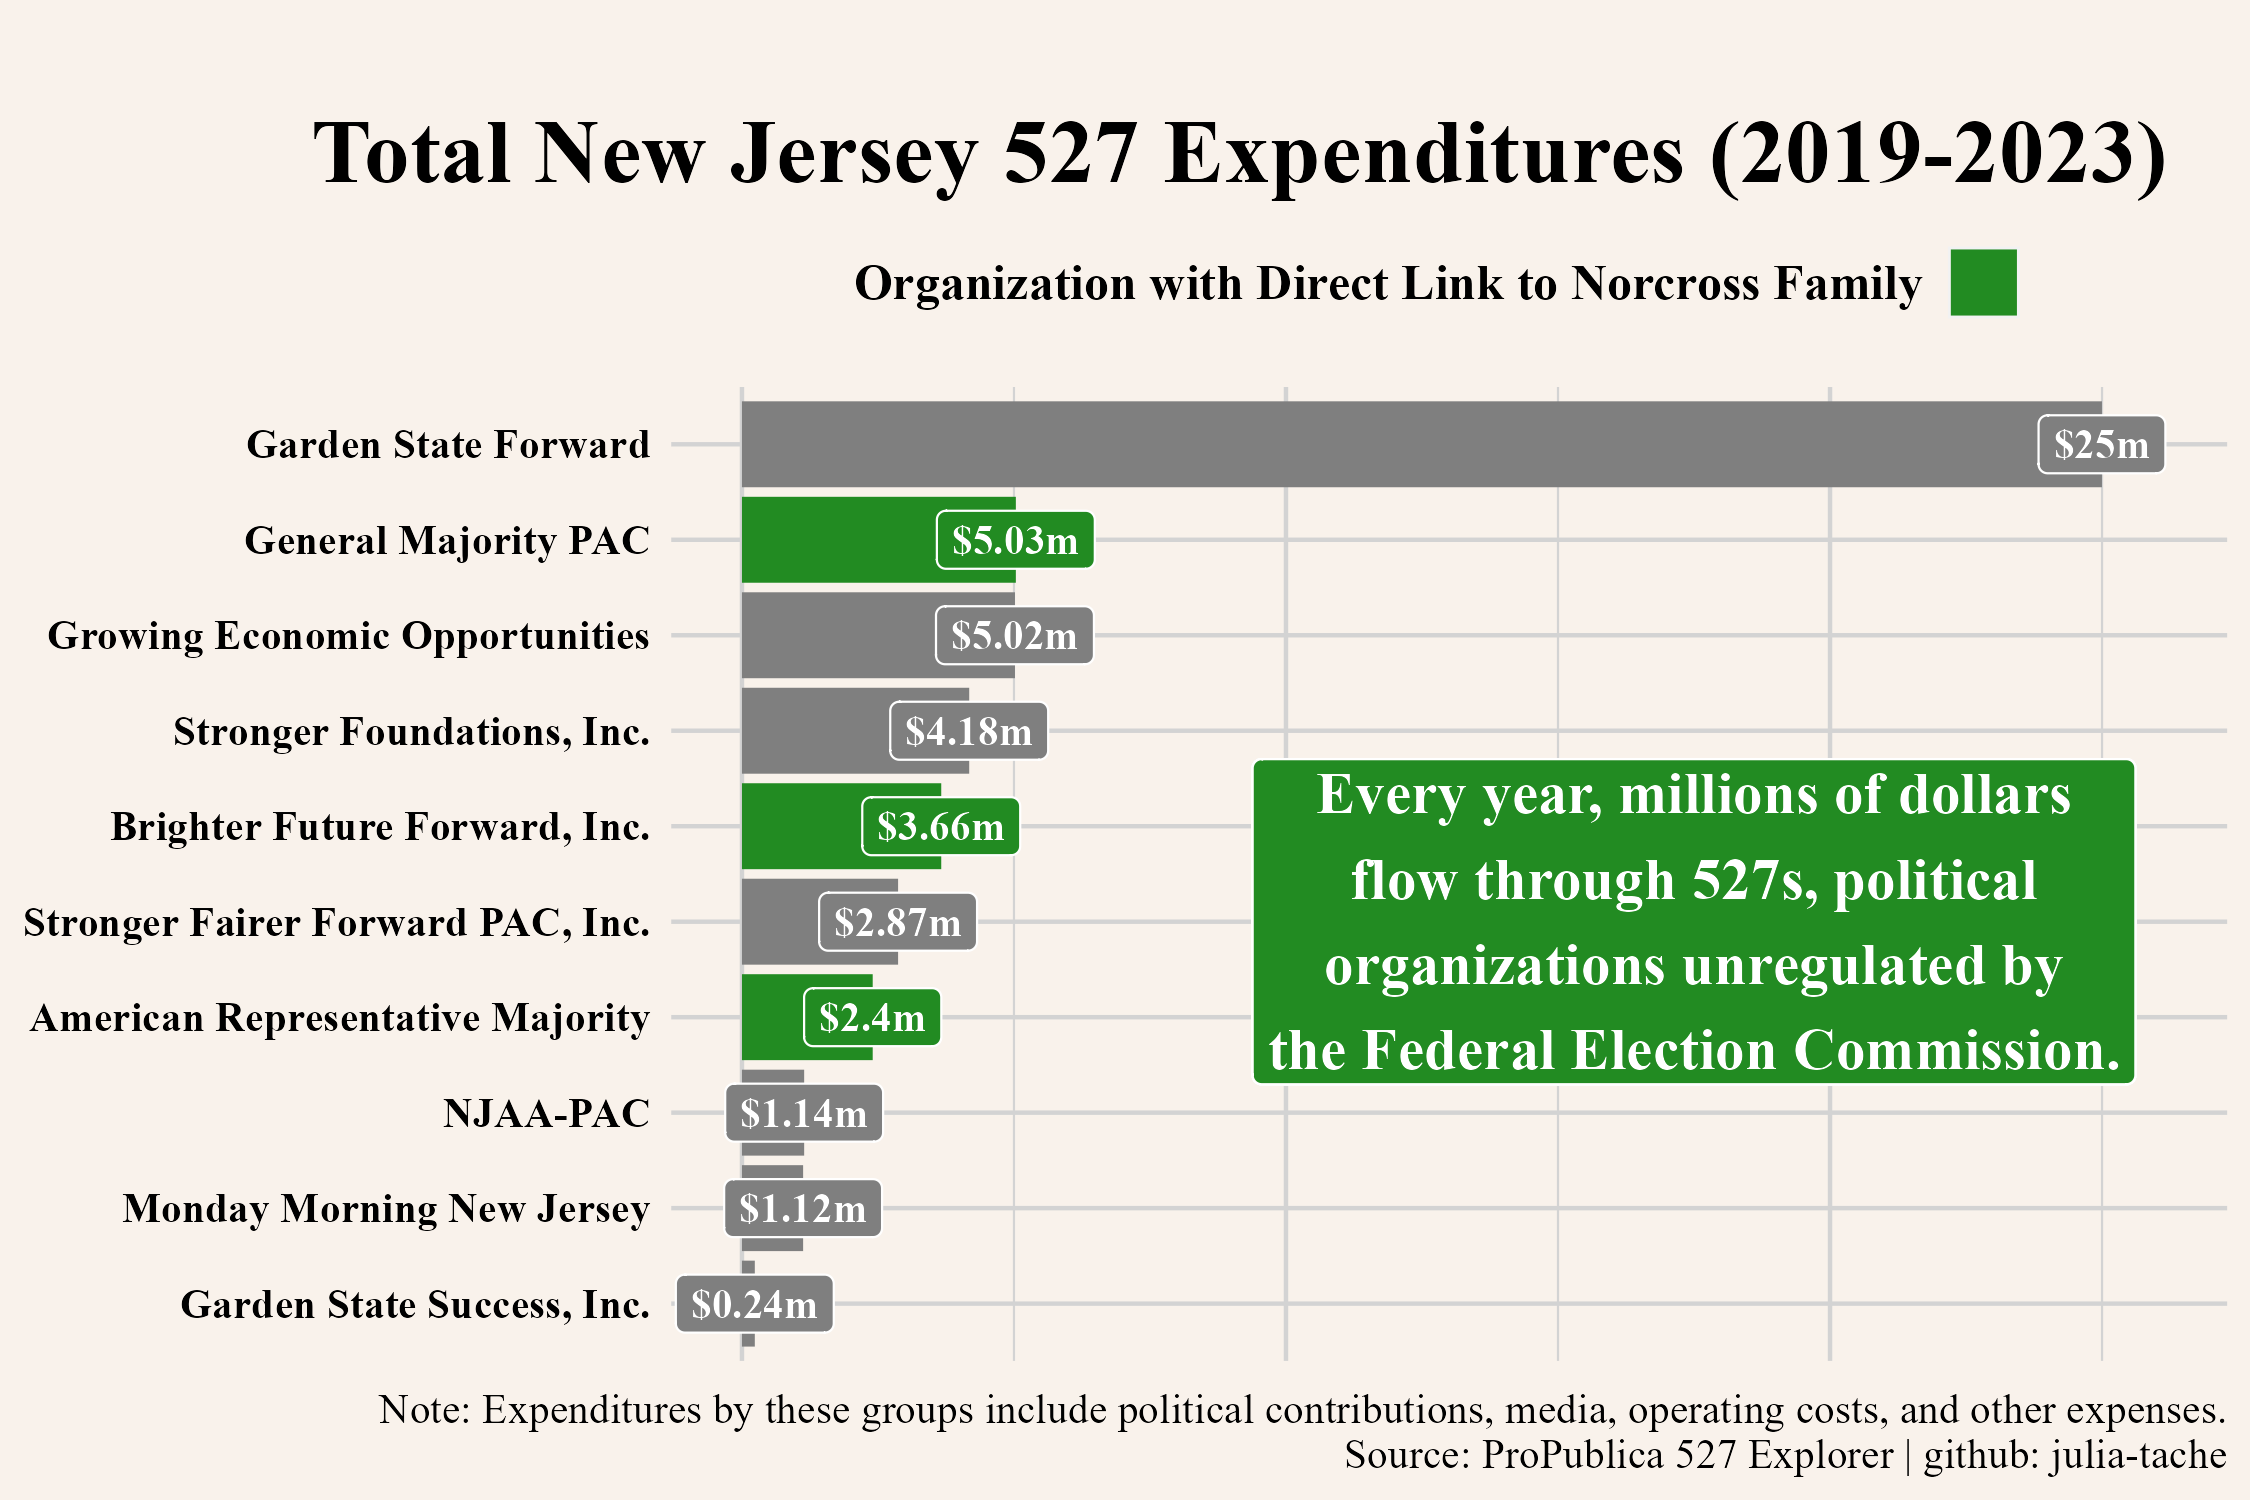 Total New Jersey 527 Expenditures (2019-2023)
Organization with Direct Link to Norcross Family
Garden State Forward
$25m
General Majority PAC
$5.03m
Growing Economic Opportunities
$5.02m
Stronger Foundations, Inc.
$4.18m
Brighter Future Forward, Inc.
$3.66m
Stronger Fairer Forward PAC, Inc.
$2.87m
American Representative Majority
$2.4m
NJAA-PAC
$1.14m
Monday Morning New Jersey
$1.12m
Garden State Success, Inc.
$0.24m
Every year, millions of dollars
flow through 527s, political
organizations unregulated by
the Federal Election Commission.
Note: Expenditures by these groups include political contributions, media, operating costs, and other expenses.
Source: ProPublica 527 Explorer | github: julia-tache